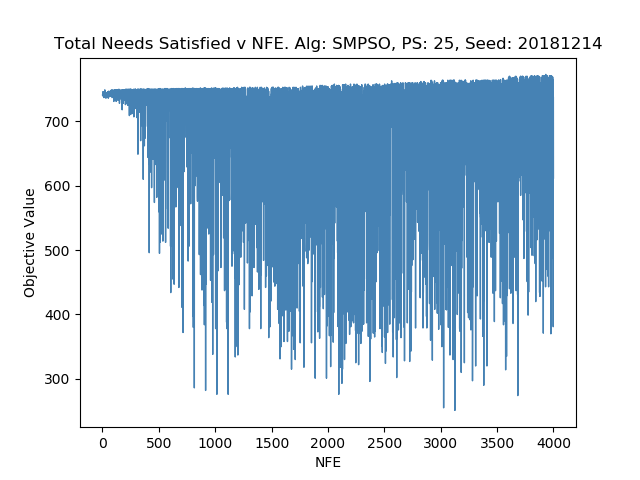 Total Needs Satisfied v NFE. Alg: SMPSO, PS: 25, Seed: 20181214
Objective Value
700
600
500
400
300
0 500 1000 1500 2000 2500 3000 3500 4000
NFE